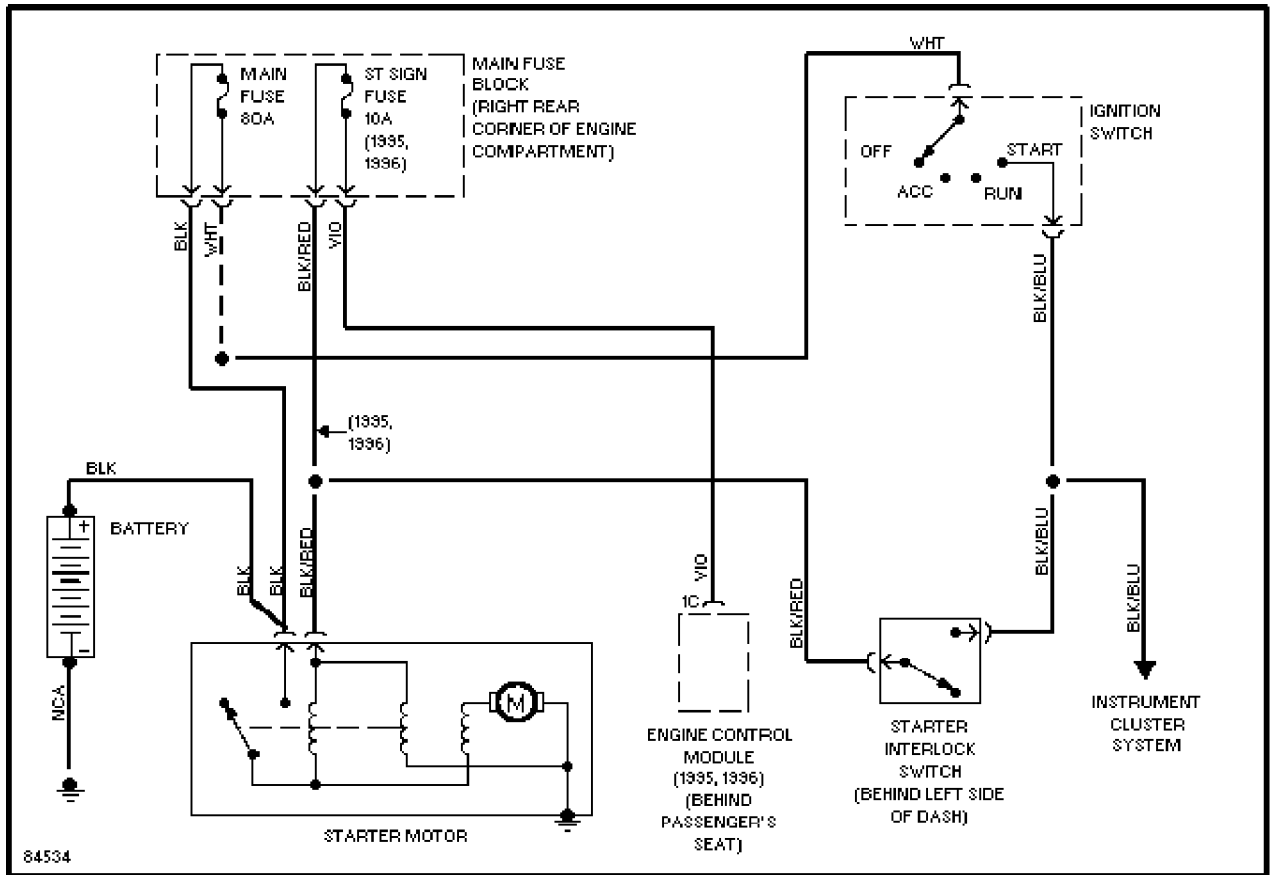 MAIN
FUSE
80A
ST SIGN
FUSE
10A
(1995,
1996)
MAIN FUSE
BLOCK
(RIGHT REAR
CORNER OF ENGINE
COMPARTMENT)
WHT
IGNITION
SWITCH
OFF
START
ACC
RUN
BLK
WHT
BLK/RED
VIO
BLK/BLU
(1995,
1996)
BLK
BATTERY
+
-
NCA
BLK
BLK
BLK/RED
M
STARTER MOTOR
VIO
1C
ENGINE CONTROL
MODULE
(1995, 1996)
(BEHIND
PASSENGER'S
SEAT)
BLK/RED
BLK/BLU
BLK/BLU
STARTER
INTERLOCK
SWITCH
(BEHIND LEFT SIDE
OF DASH)
INSTRUMENT
CLUSTER
SYSTEM
84534